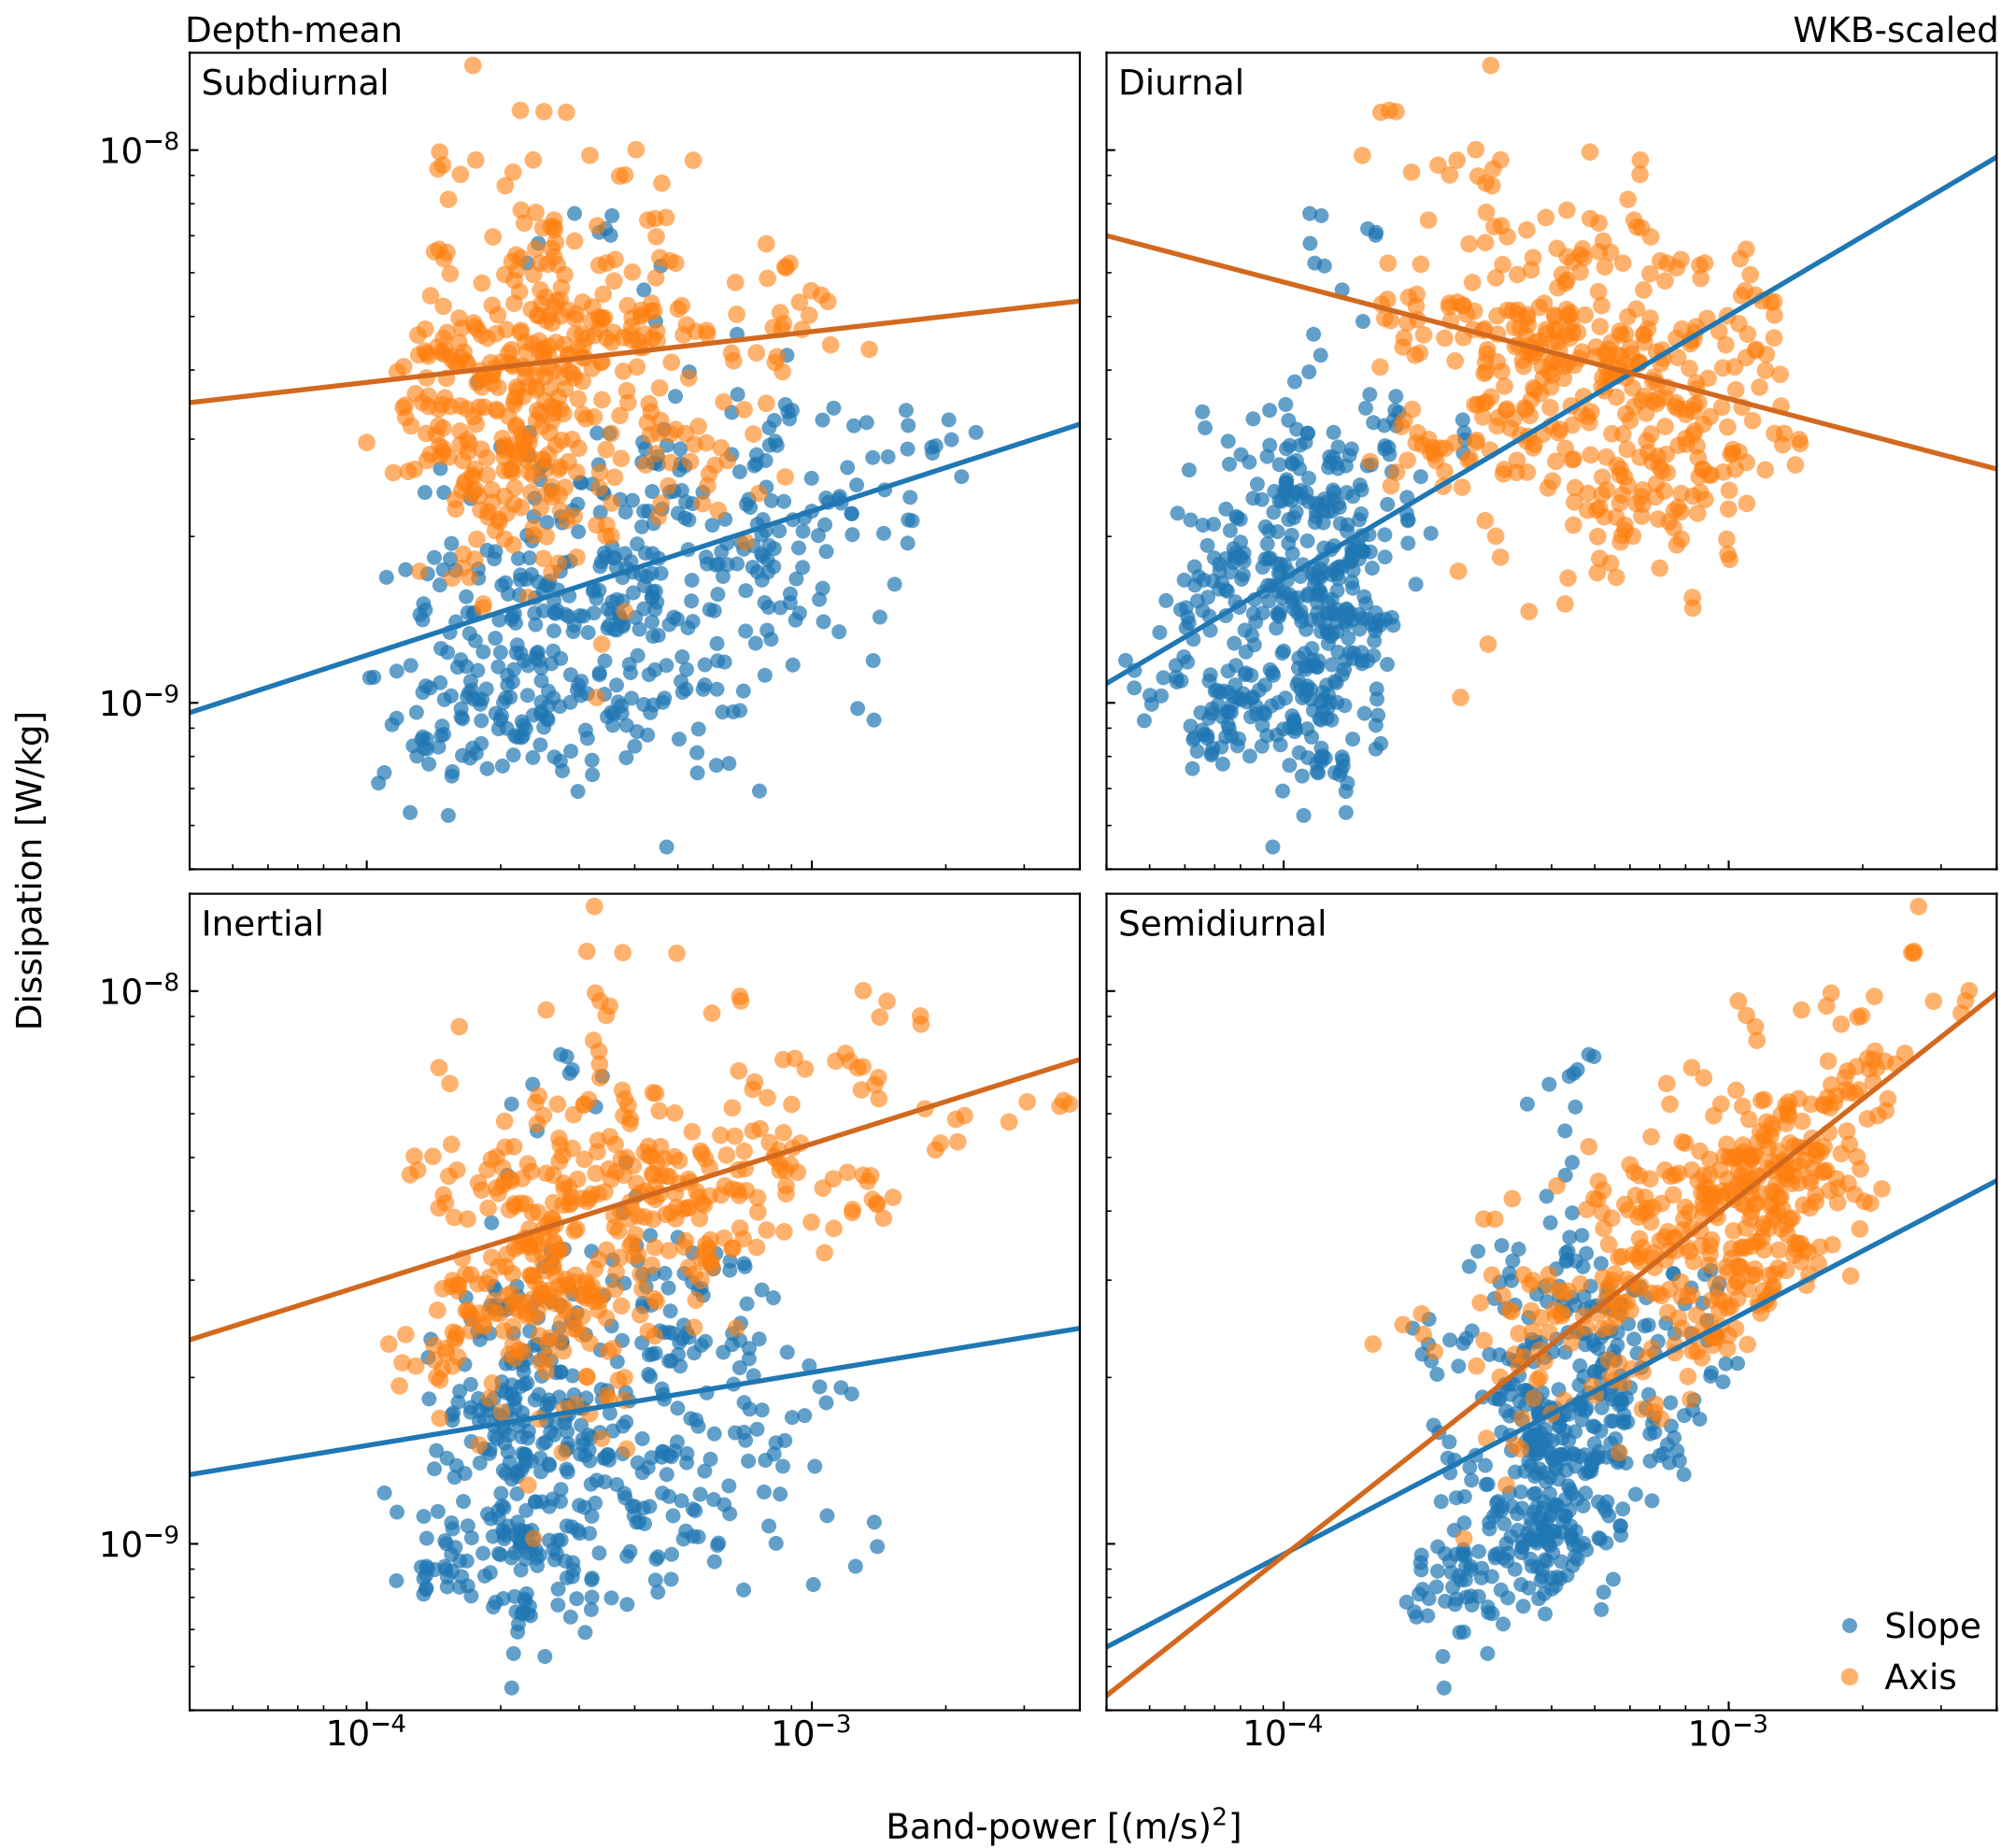 Depth-mean
WKB-scaled
Subdiurnal
Diurnal
10⁻⁸
10⁻⁹
Dissipation [W/kg]
Inertial
Semidiurnal
10⁻⁸
10⁻⁹
Slope
Axis
10⁻⁴
10⁻³
10⁻⁴
10⁻³
Band-power [(m/s)²]